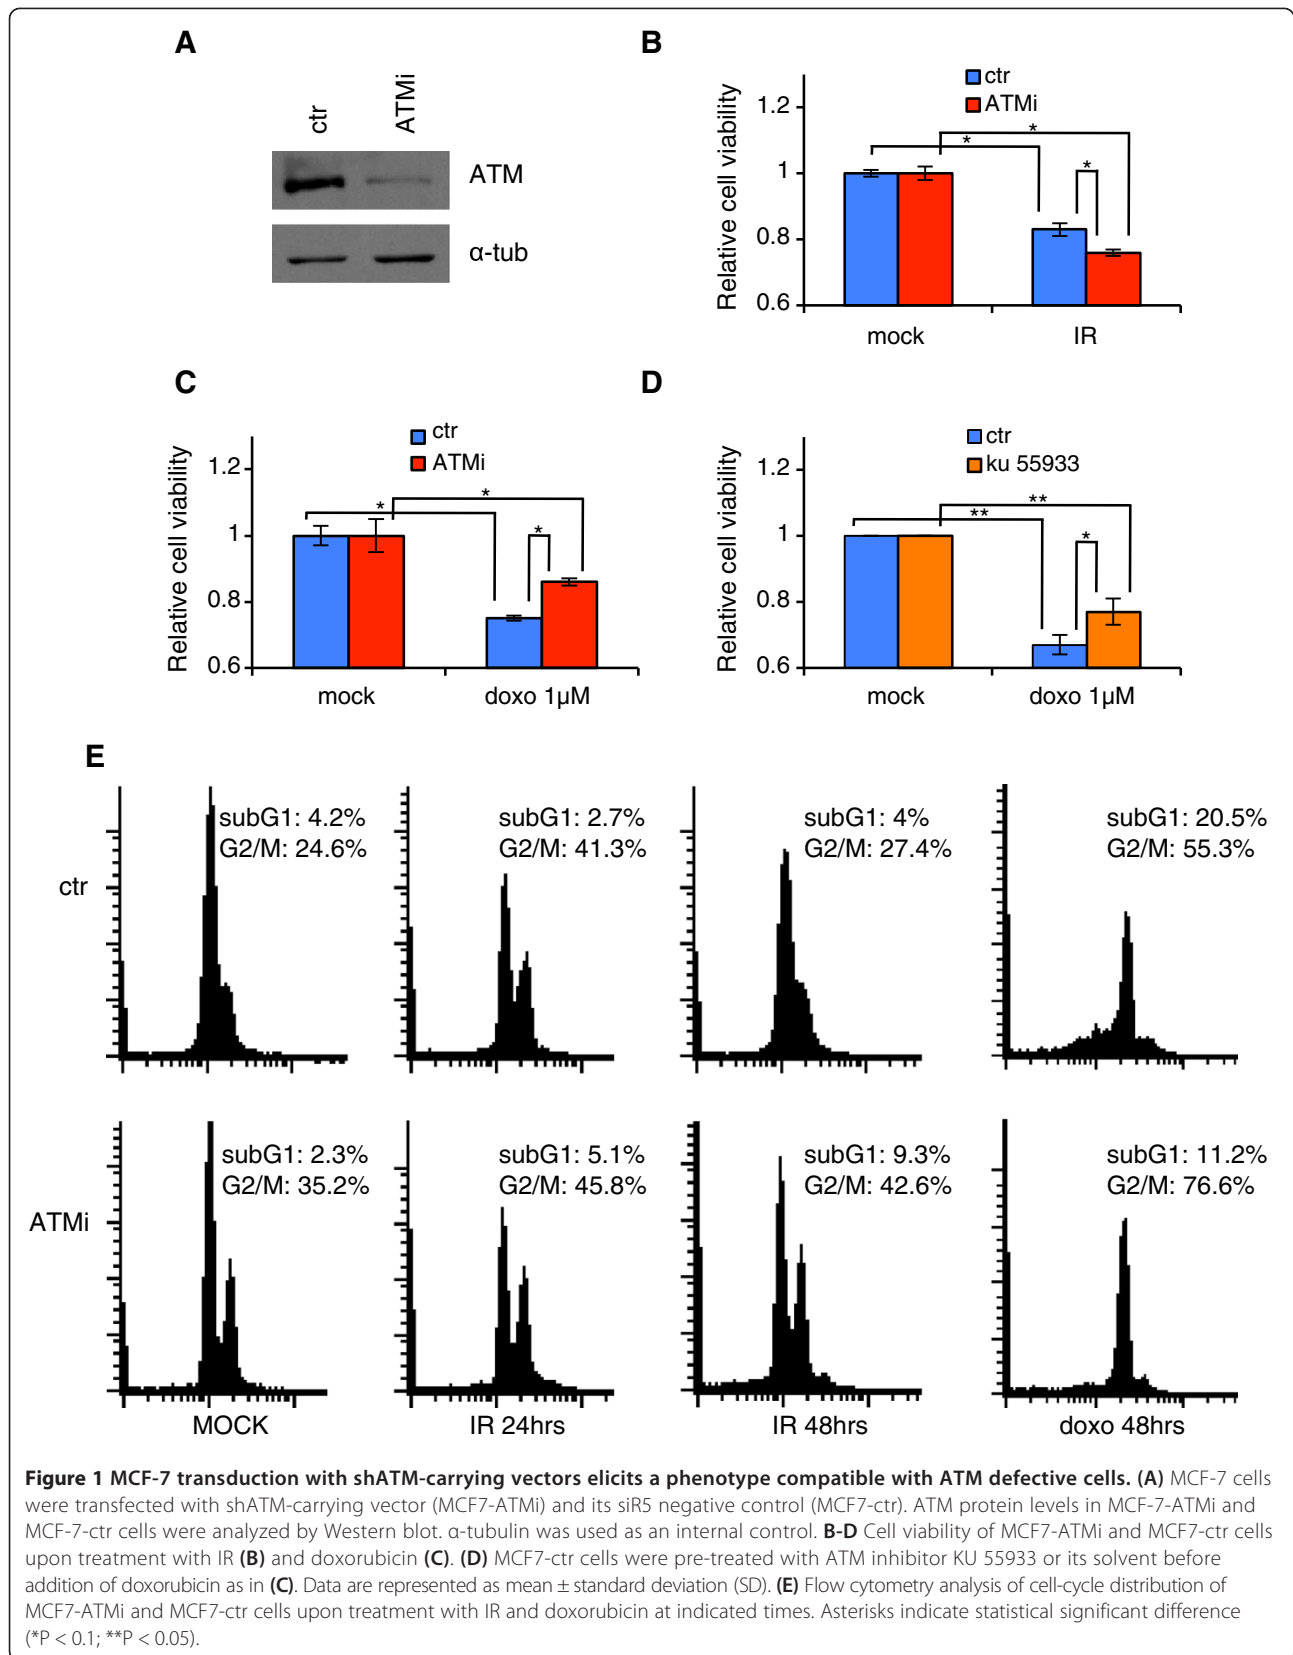 A
ctr
ATMi
ATM
α-tub
B
ctr
ATMi
Relative cell viability
1.2
1
0.8
0.6
*
*
*
mock
IR
C
ctr
ATMi
Relative cell viability
1.2
1
0.8
0.6
*
*
*
mock
doxo 1µM
D
ctr
ku 55933
Relative cell viability
1.2
1
0.8
0.6
**
**
*
mock
doxo 1µM
E
ctr
subG1: 4.2%
G2/M: 24.6%
subG1: 2.7%
G2/M: 41.3%
subG1: 4%
G2/M: 27.4%
subG1: 20.5%
G2/M: 55.3%
ATMi
subG1: 2.3%
G2/M: 35.2%
subG1: 5.1%
G2/M: 45.8%
subG1: 9.3%
G2/M: 42.6%
subG1: 11.2%
G2/M: 76.6%
MOCK
IR 24hrs
IR 48hrs
doxo 48hrs
Figure 1 MCF-7 transduction with shATM-carrying vectors elicits a phenotype compatible with ATM defective cells. (A) MCF-7 cells
were transfected with shATM-carrying vector (MCF7-ATMi) and its siR5 negative control (MCF7-ctr). ATM protein levels in MCF-7-ATMi and
MCF-7-ctr cells were analyzed by Western blot. α-tubulin was used as an internal control. B-D Cell viability of MCF7-ATMi and MCF7-ctr cells
upon treatment with IR (B) and doxorubicin (C). (D) MCF7-ctr cells were pre-treated with ATM inhibitor KU 55933 or its solvent before
addition of doxorubicin as in (C). Data are represented as mean ± standard deviation (SD). (E) Flow cytometry analysis of cell-cycle distribution of
MCF7-ATMi and MCF7-ctr cells upon treatment with IR and doxorubicin at indicated times. Asterisks indicate statistical significant difference
(*P < 0.1; **P < 0.05).